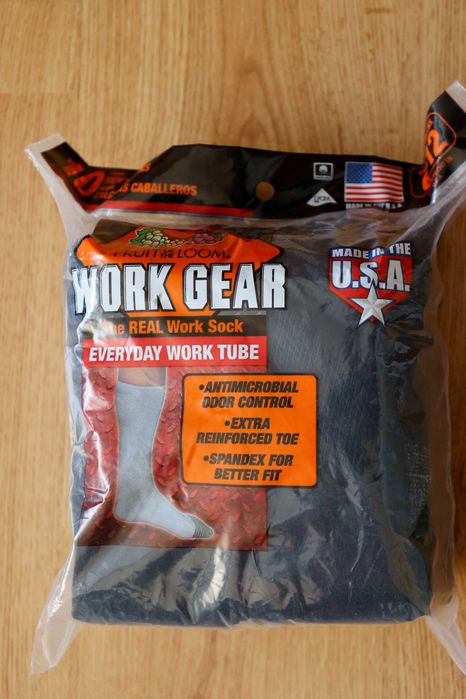 CABALLEROS
12
FRUIT OF THE LOOM
WORK GEAR
The REAL Work Sock
EVERYDAY WORK TUBE
MADE IN THE
U.S.A.
•ANTIMICROBIAL
ODOR CONTROL
•EXTRA
REINFORCED TOE
•SPANDEX FOR
BETTER FIT